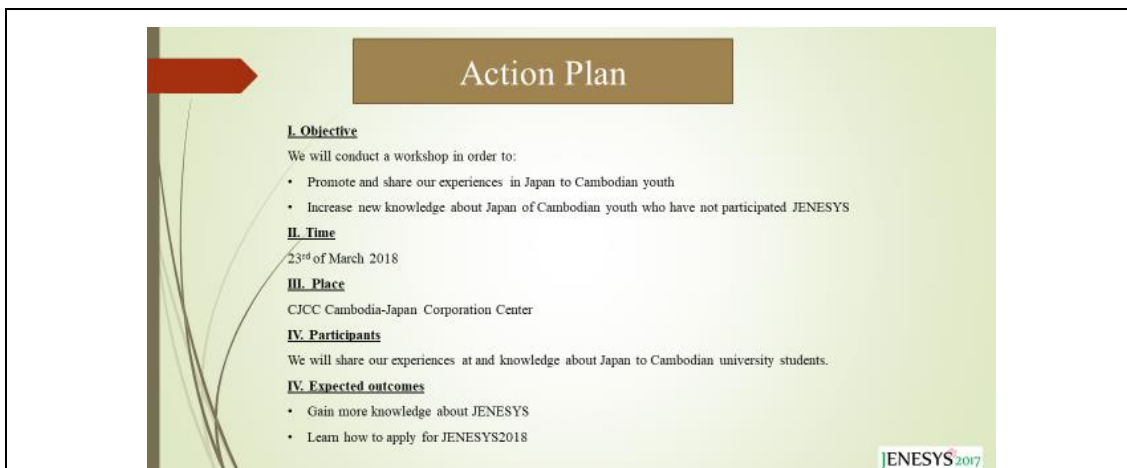 Action Plan
I. Objective
We will conduct a workshop in order to:
• Promote and share our experiences in Japan to Cambodian youth
• Increase new knowledge about Japan of Cambodian youth who have not participated JENESYS
II. Time
23rd of March 2018
III. Place
CJCC Cambodia-Japan Corporation Center
IV. Participants
We will share our experiences at and knowledge about Japan to Cambodian university students.
IV. Expected outcomes
• Gain more knowledge about JENESYS
• Learn how to apply for JENESYS2018
JENESYS 2017